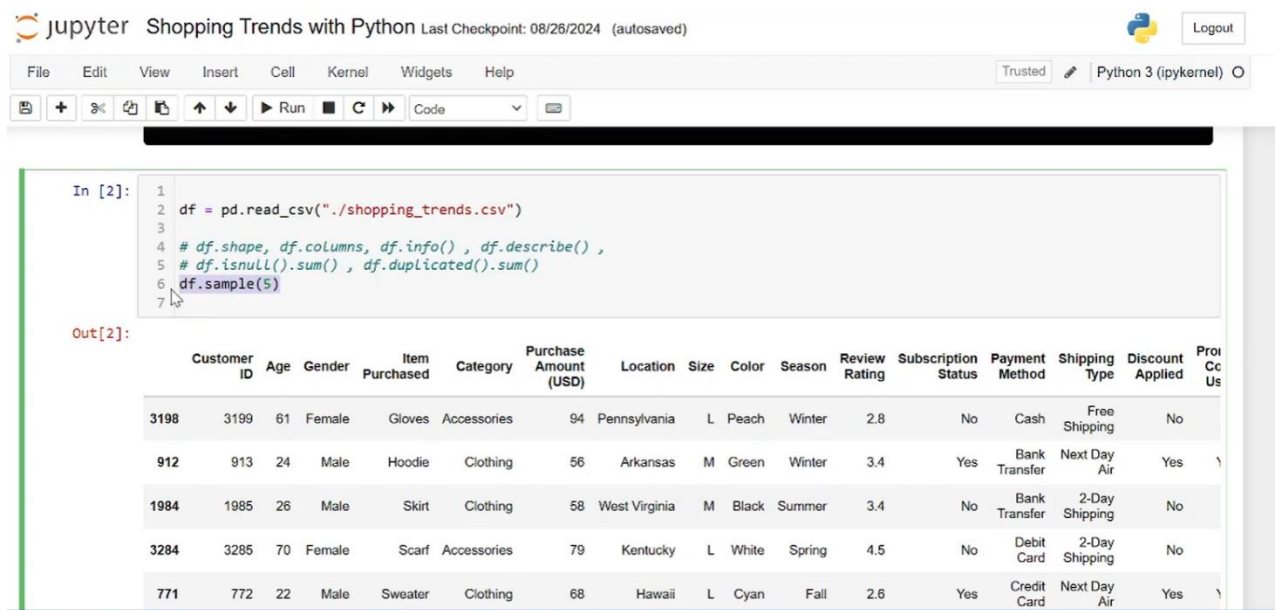 jupyter Shopping Trends with Python Last Checkpoint: 08/26/2024 (autosaved)
Logout
File Edit View Insert Cell Kernel Widgets Help
Trusted Python 3 (ipykernel)
Run Code
In [2]:
1
2 df = pd.read_csv("./shopping_trends.csv")
3
4 # df.shape, df.columns, df.info() , df.describe() ,
5 # df.isnull().sum() , df.duplicated().sum()
6 df.sample(5)
7
Out[2]:
Customer ID Age Gender Item Purchased Category Purchase Amount (USD) Location Size Color Season Review Rating Subscription Status Payment Method Shipping Type Discount Applied
3198 3199 61 Female Gloves Accessories 94 Pennsylvania L Peach Winter 2.8 No Cash Free Shipping No
912 913 24 Male Hoodie Clothing 56 Arkansas M Green Winter 3.4 Yes Bank Transfer Next Day Air Yes
1984 1985 26 Male Skirt Clothing 58 West Virginia M Black Summer 3.4 No Bank Transfer 2-Day Shipping No
3284 3285 70 Female Scarf Accessories 79 Kentucky L White Spring 4.5 No Debit Card 2-Day Shipping No
771 772 22 Male Sweater Clothing 68 Hawaii L Cyan Fall 2.6 Yes Credit Card Next Day Air Yes